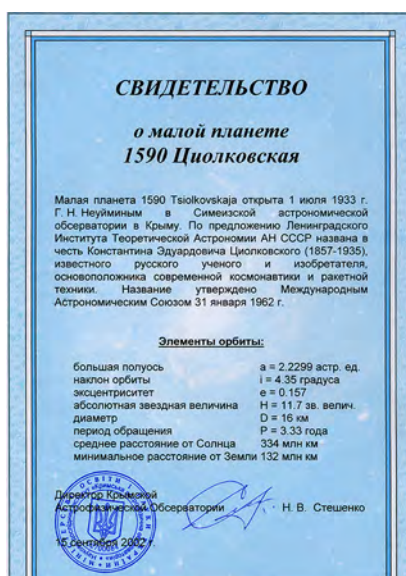 СВИДЕТЕЛЬСТВО
о малой планете
1590 Циолковская
Малая планета 1590 Tsiolkovskaja открыта 1 июля 1933 г.
Г. Н. Неуйминым в Симеизской астрономической
обсерватории в Крыму. По предложению Ленинградского
Института Теоретической Астрономии АН СССР названа в
честь Константина Эдуардовича Циолковского (1857-1935),
известного русского ученого и изобретателя,
основоположника современной космонавтики и ракетной
техники. Название утверждено Международным
Астрономическим Союзом 31 января 1962 г.
Элементы орбиты:
большая полуось a = 2.2299 астр. ед.
наклон орбиты i = 4.35 градуса
эксцентриситет e = 0.157
абсолютная звездная величина H = 11.7 зв. велич.
диаметр D = 16 км
период обращения P = 3.33 года
среднее расстояние от Солнца 334 млн км
минимальное расстояние от Земли 132 млн км
Директор Крымской
Астрофизической Обсерватории Н. В. Стешенко
15 сентября 2002 г.